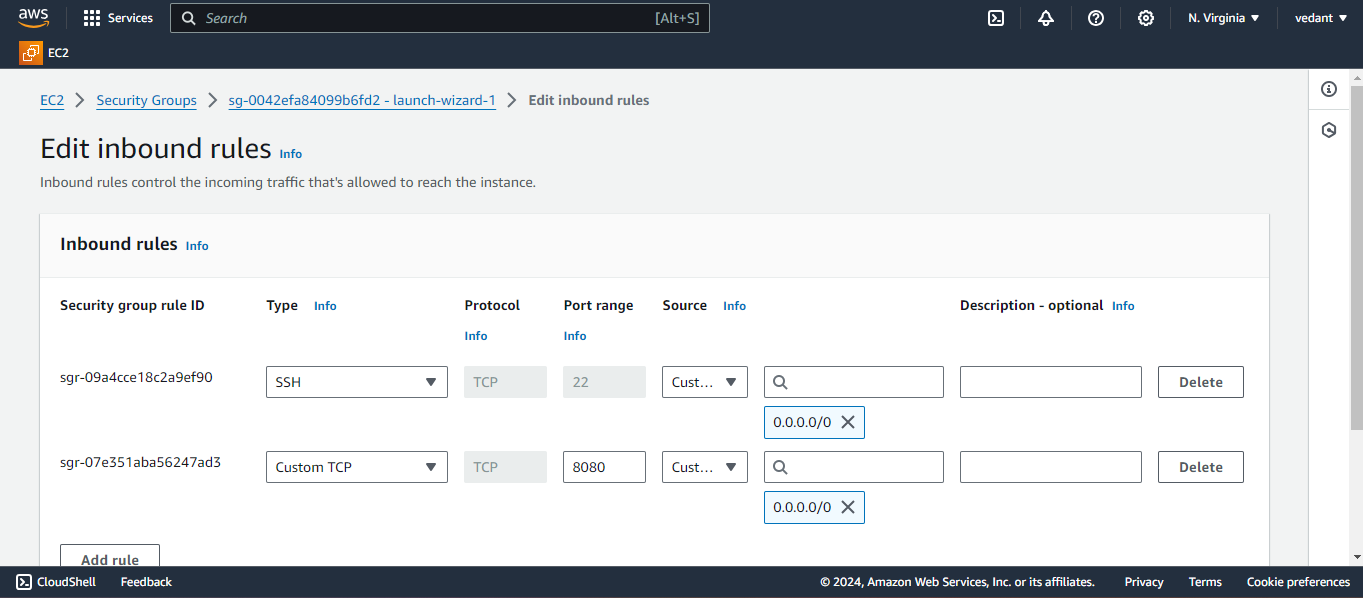 aws
Services
Search [Alt+S]
N. Virginia
vedant
EC2
EC2 > Security Groups > sg-0042efa84099b6fd2 - launch-wizard-1 > Edit inbound rules
Edit inbound rules Info
Inbound rules control the incoming traffic that's allowed to reach the instance.
Inbound rules Info
Security group rule ID Type Info Protocol Info Port range Info Source Info Description - optional Info
sgr-09a4cce18c2a9ef90 SSH TCP 22 Cust... Delete
0.0.0.0/0
sgr-07e351aba56247ad3 Custom TCP TCP 8080 Cust... Delete
0.0.0.0/0
Add rule
CloudShell Feedback © 2024, Amazon Web Services, Inc. or its affiliates. Privacy Terms Cookie preferences